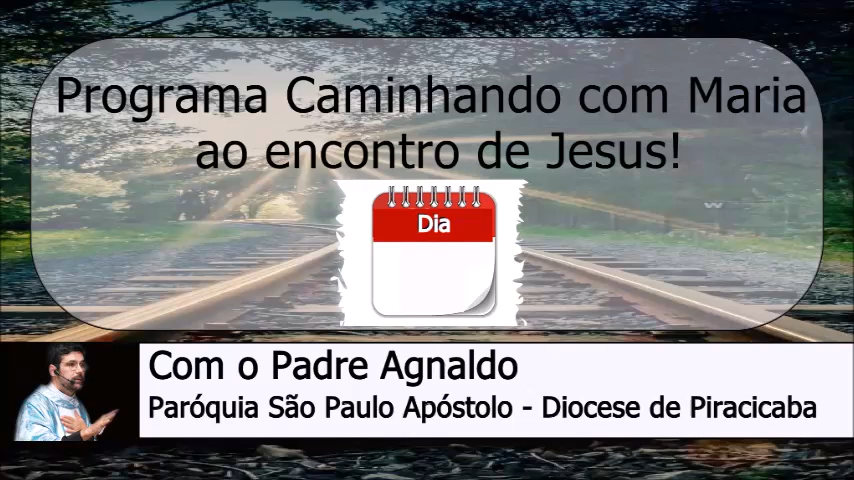 Programa Caminhando com Maria
ao encontro de Jesus!
Dia
Com o Padre Agnaldo
Paróquia São Paulo Apóstolo - Diocese de Piracicaba